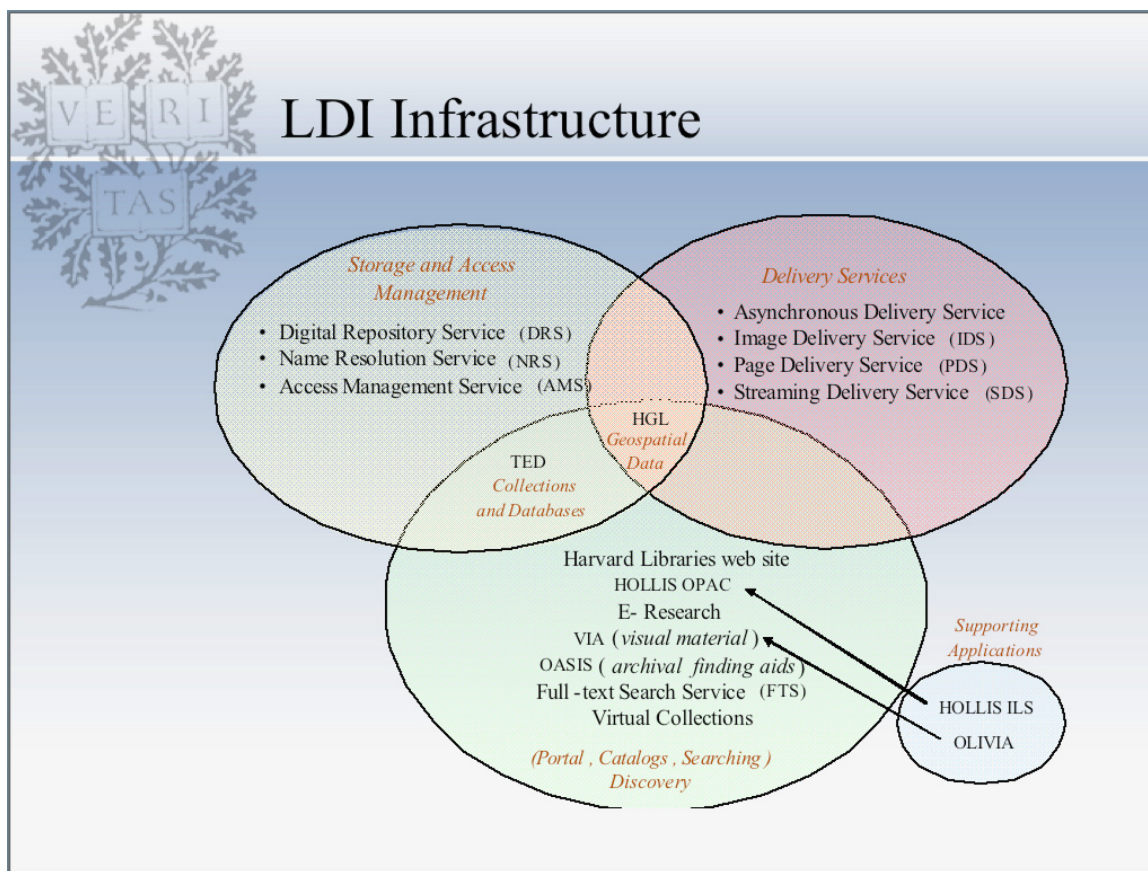 VE RI
TAS
LDI Infrastructure
Storage and Access
Management
• Digital Repository Service (DRS)
• Name Resolution Service (NRS)
• Access Management Service (AMS)
Delivery Services
• Asynchronous Delivery Service
• Image Delivery Service (IDS)
• Page Delivery Service (PDS)
• Streaming Delivery Service (SDS)
HGL
Geospatial
Data
TED
Collections
and Databases
Harvard Libraries web site
HOLLIS OPAC
E- Research
VIA (visual material )
OASIS ( archival finding aids)
Full -text Search Service (FTS)
Virtual Collections
(Portal , Catalogs , Searching )
Discovery
Supporting
Applications
HOLLIS ILS
OLIVIA